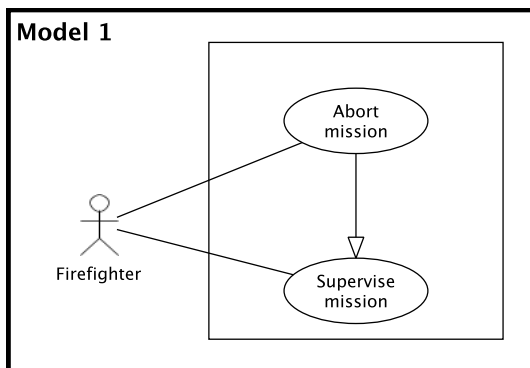 Model 1
Abort
mission
Firefighter
Supervise
mission